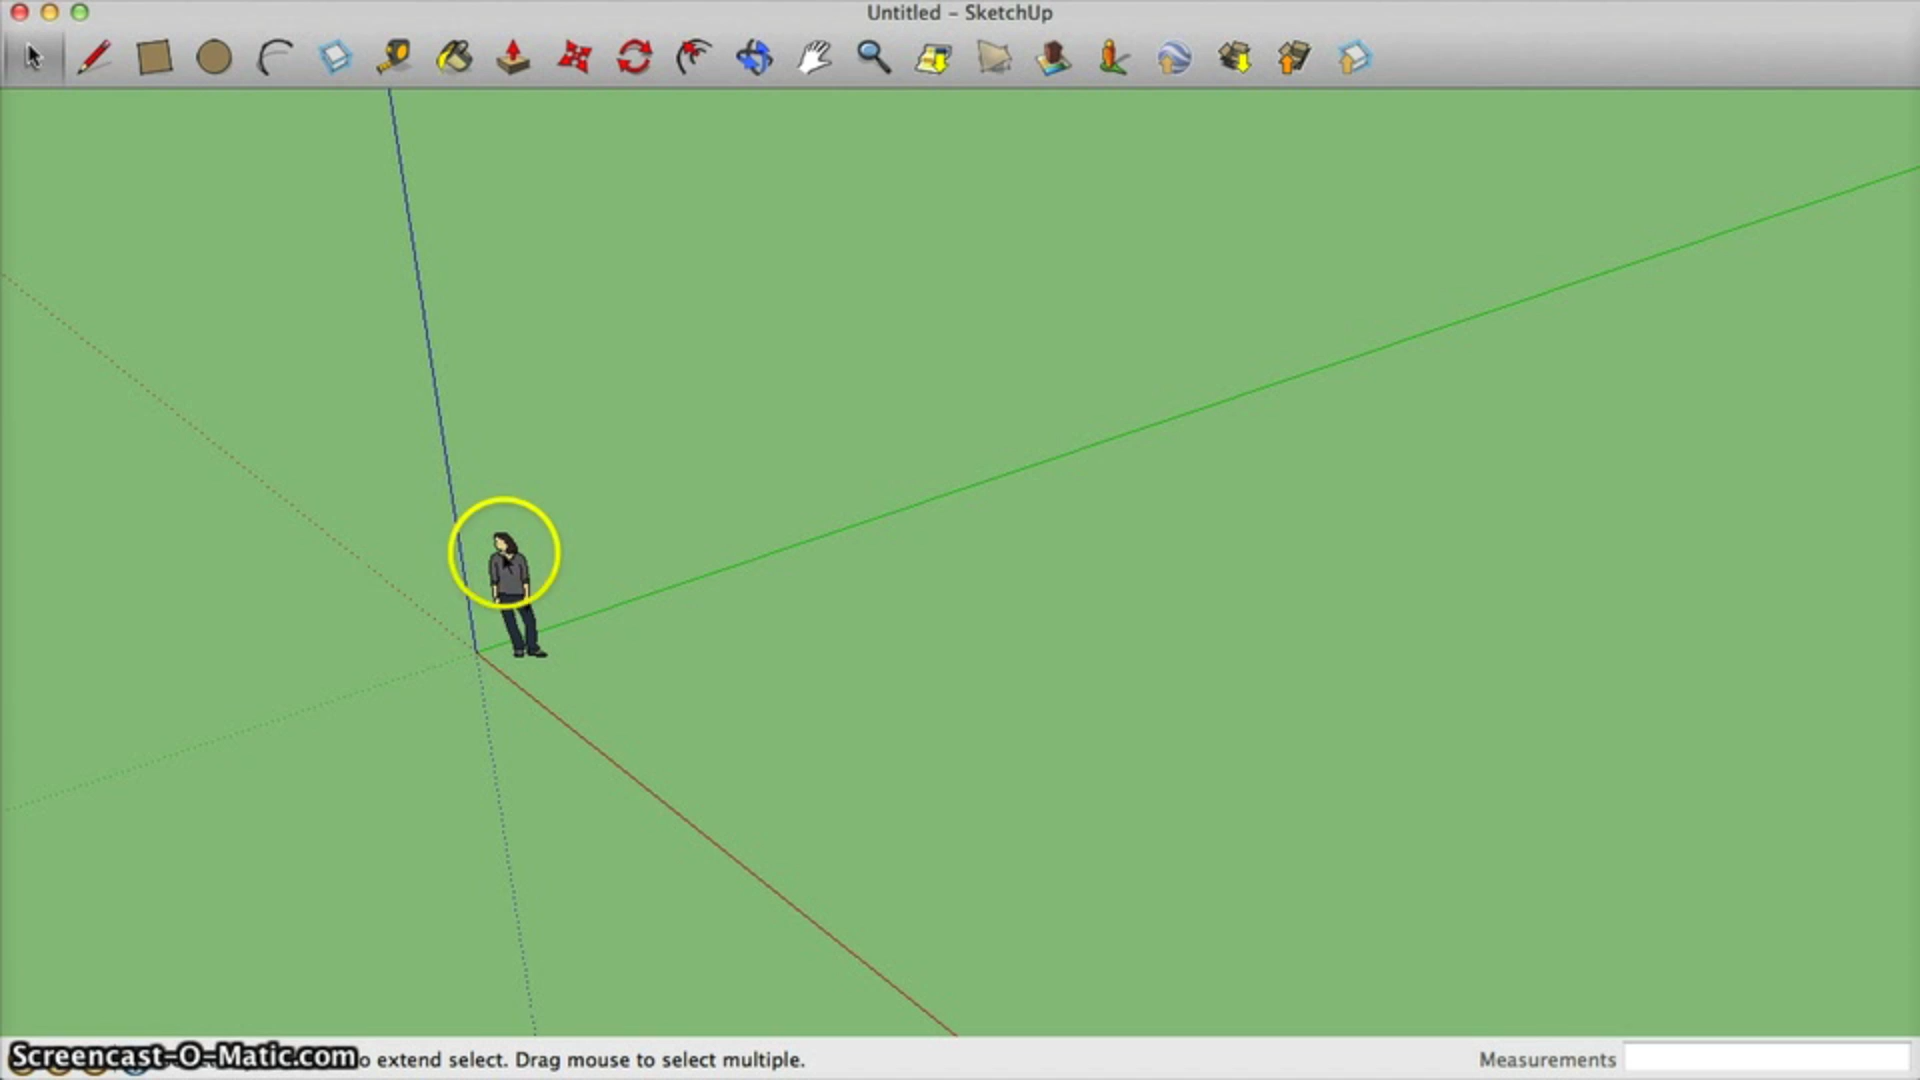 Untitled – SketchUp
Screencast-O-Matic.com
o extend select. Drag mouse to select multiple.
Measurements